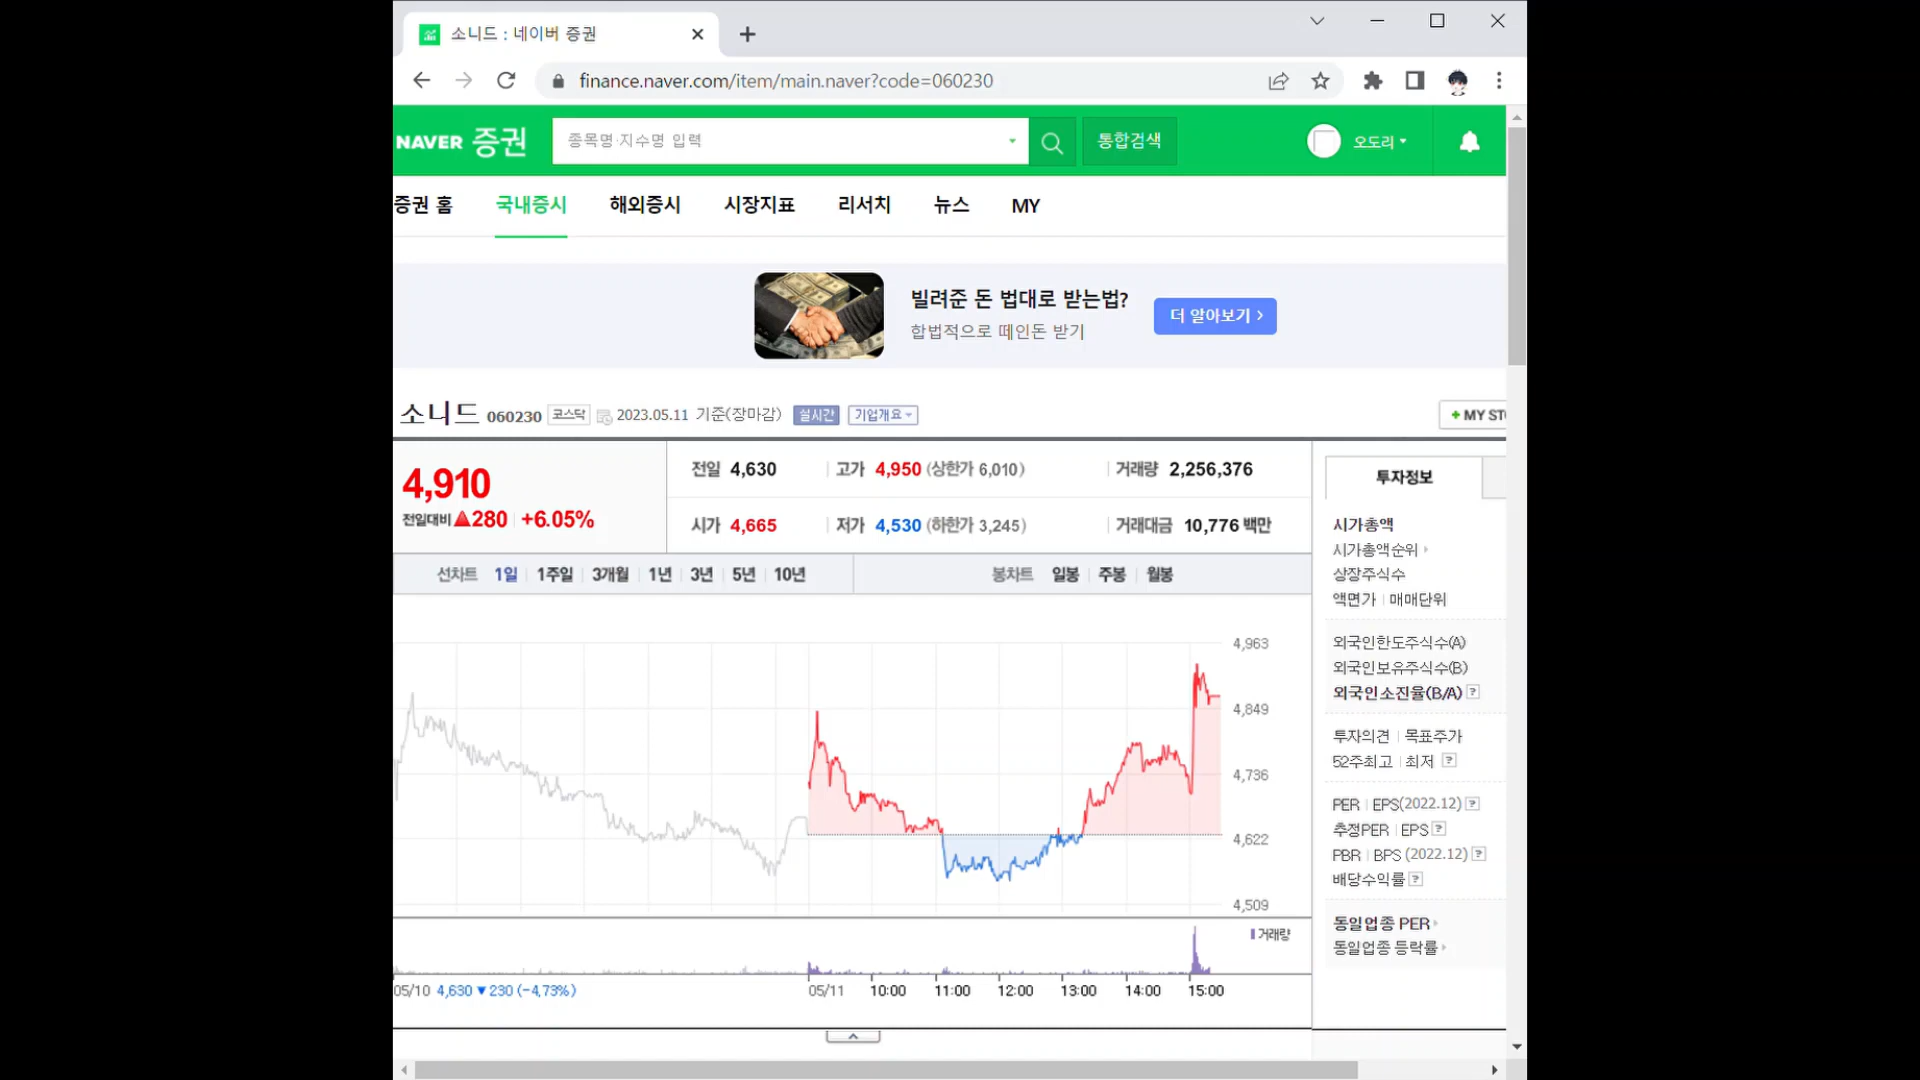 소니드 : 네이버 증권
finance.naver.com/item/main.naver?code=060230
NAVER 증권
종목명·지수명 입력
통합검색
오도리
증권 홈 국내증시 해외증시 시장지표 리서치 뉴스 MY
빌려준 돈 법대로 받는법?
합법적으로 떼인돈 받기
더 알아보기 >
소니드 060230 코스닥 2023.05.11 기준(장마감) 실시간 기업개요
+ MY STO
4,910
전일대비 ▲280 +6.05%
전일 4,630 고가 4,950 (상한가 6,010) 거래량 2,256,376
시가 4,665 저가 4,530 (하한가 3,245) 거래대금 10,776 백만
선차트 1일 1주일 3개월 1년 3년 5년 10년
봉차트 일봉 주봉 월봉
4,963
4,849
4,736
4,622
4,509
거래량
05/10 4,630 ▼230 (-4.73%)
05/11 10:00 11:00 12:00 13:00 14:00 15:00
투자정보
시가총액
시가총액순위
상장주식수
액면가 | 매매단위
외국인한도주식수(A)
외국인보유주식수(B)
외국인소진율(B/A) ?
투자의견 | 목표주가
52주최고 | 최저 ?
PER | EPS(2022.12) ?
추정PER | EPS ?
PBR | BPS (2022.12) ?
배당수익률 ?
동일업종 PER
동일업종 등락률